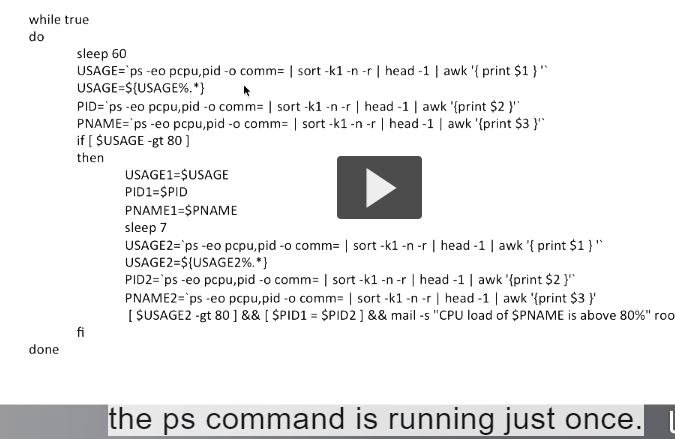 while true
do
sleep 60
USAGE=`ps -eo pcpu,pid -o comm= | sort -k1 -n -r | head -1 | awk '{ print $1 } '`
USAGE=${USAGE%.*}
PID=`ps -eo pcpu,pid -o comm= | sort -k1 -n -r | head -1 | awk '{print $2 }'`
PNAME=`ps -eo pcpu,pid -o comm= | sort -k1 -n -r | head -1 | awk '{print $3 }'`
if [ $USAGE -gt 80 ]
then
USAGE1=$USAGE
PID1=$PID
PNAME1=$PNAME
sleep 7
USAGE2=`ps -eo pcpu,pid -o comm= | sort -k1 -n -r | head -1 | awk '{ print $1 } '`
USAGE2=${USAGE2%.*}
PID2=`ps -eo pcpu,pid -o comm= | sort -k1 -n -r | head -1 | awk '{print $2 }'`
PNAME2=`ps -eo pcpu,pid -o comm= | sort -k1 -n -r | head -1 | awk '{print $3 }'
[ $USAGE2 -gt 80 ] && [ $PID1 = $PID2 ] && mail -s "CPU load of $PNAME is above 80%" roo
fi
done
the ps command is running just once.